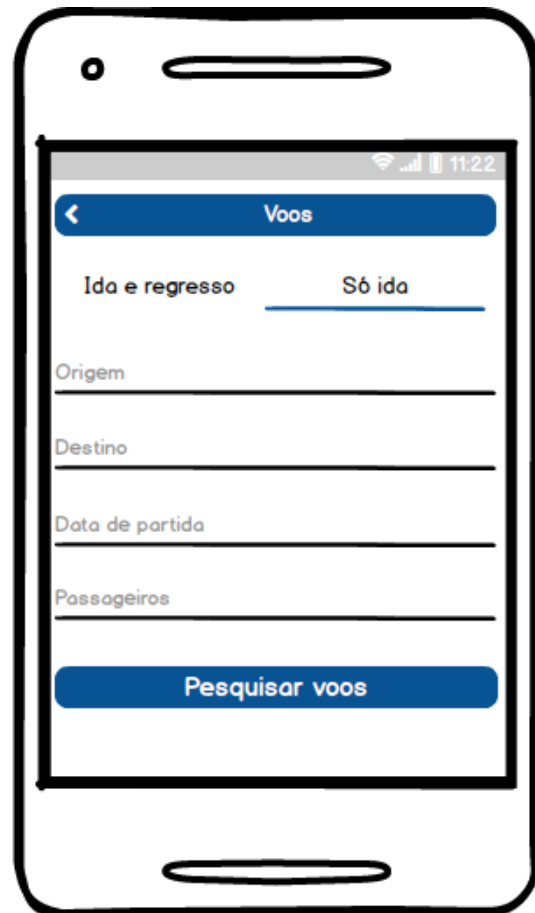 11:22
Voos
Ida e regresso Só ida
Origem
Destino
Data de partida
Passageiros
Pesquisar voos